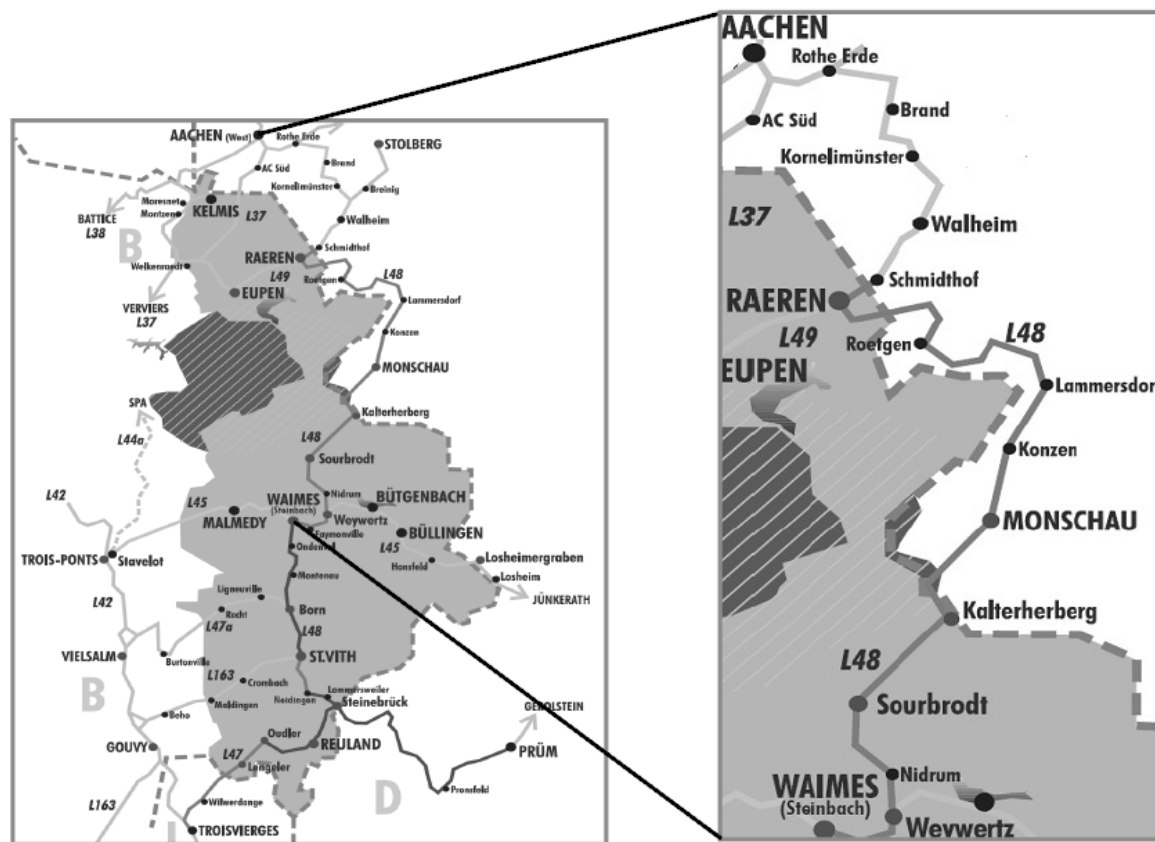 AACHEN (West)
Rothe Erde
STOLBERG
AC Süd
Brand
Kornelimünster
Breinig
Moresnet
Montzen
KELMIS
BATTICE
L38
B
L37
Walheim
Schmidthof
RAEREN
Welkenraedt
L49
Roetgen
L48
EUPEN
Lammersdorf
VERVIERS
L37
Konzen
MONSCHAU
SPA
Kalterherberg
L44a
L48
Sourbrodt
L42
L45
Nidrum
WAIMES
(Steinbach)
BÜTGENBACH
MALMEDY
Weywertz
Faymonville
BÜLLINGEN
Ondenval
L45
TROIS-PONTS
Stavelot
Honsfeld
Losheimergraben
Montenau
Losheim
JÜNKERATH
Ligneuville
L42
Recht
Born
L47a
L48
VIELSALM
Burtonville
ST.VITH
L163
Crombach
B
Neidingen
Lommersweiler
Maldingen
Steinebrück
Beho
GEROLSTEIN
GOUVY
Oudler
REULAND
PRÜM
L47
Lengeler
D
L163
Wilwerdange
Pronsfeld
TROISVIERGES
L
AACHEN
Rothe Erde
AC Süd
Brand
Kornelimünster
L37
Walheim
Schmidthof
RAEREN
L49
Roetgen
L48
EUPEN
Lammersdorf
Konzen
MONSCHAU
Kalterherberg
L48
Sourbrodt
WAIMES
(Steinbach)
Nidrum
Weywertz